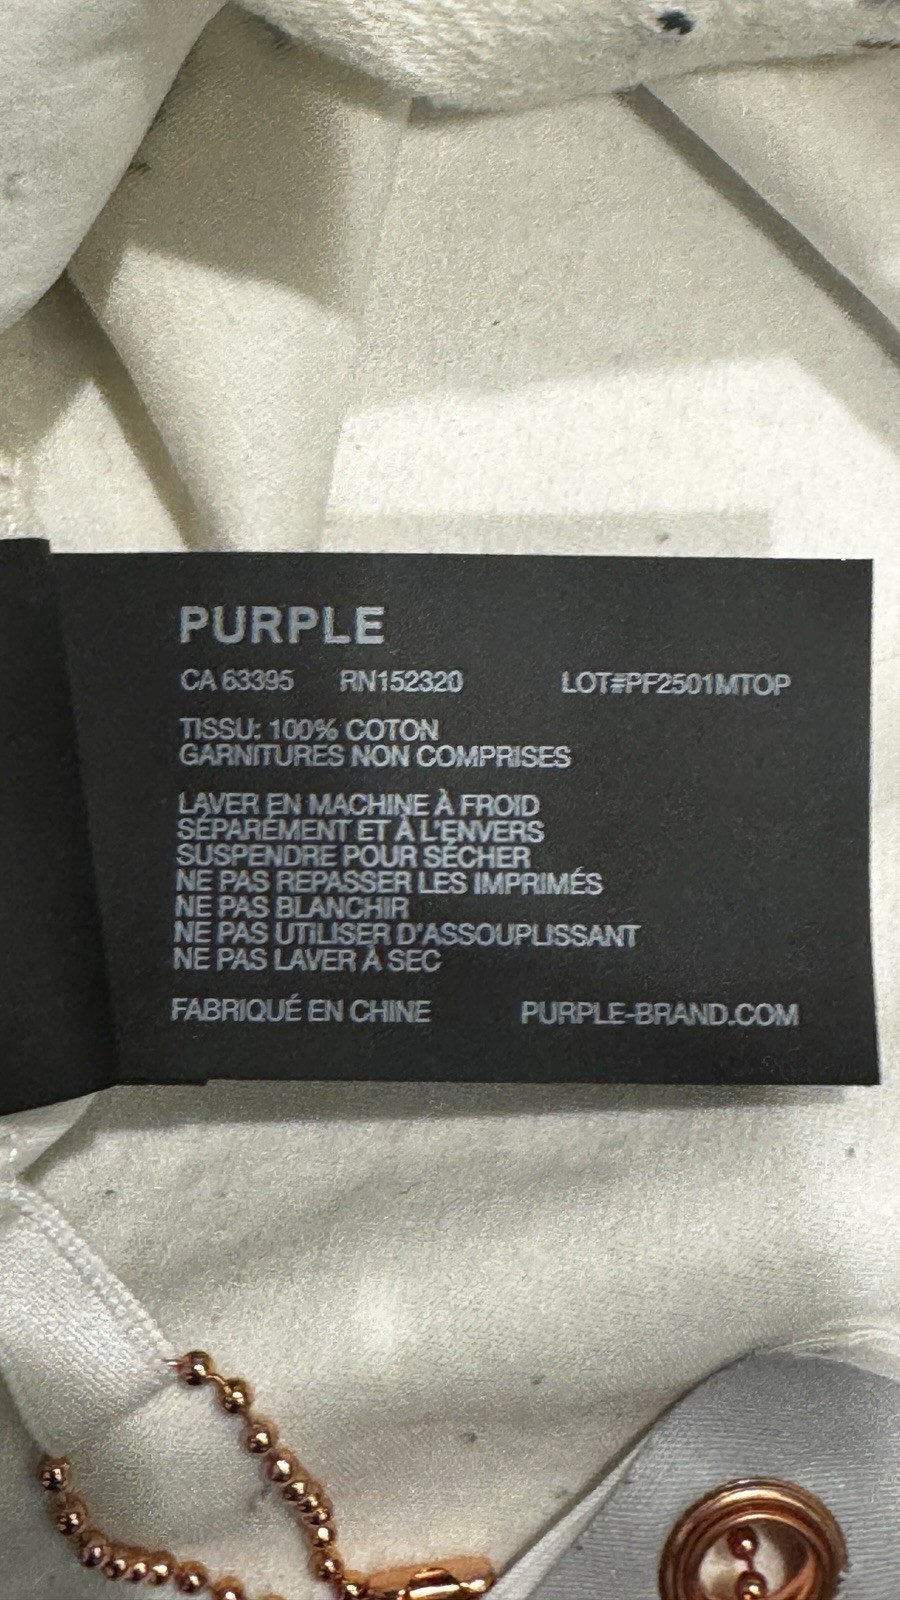 PURPLE
CA 63395 RN152320 LOT#PF2501MTOP
TISSU: 100% COTON
GARNITURES NON COMPRISES
LAVER EN MACHINE À FROID
SÉPARÉMENT ET À L'ENVERS
SUSPENDRE POUR SÉCHER
NE PAS REPASSER LES IMPRIMÉS
NE PAS BLANCHIR
NE PAS UTILISER D'ASSOUPLISSANT
NE PAS LAVER À SEC
FABRIQUÉ EN CHINE PURPLE-BRAND.COM